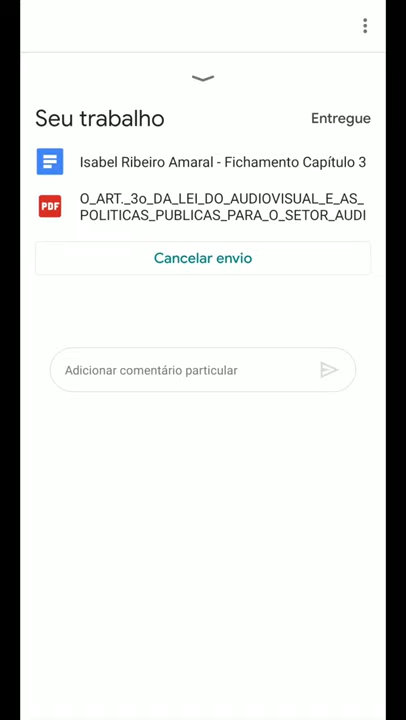 Seu trabalho
Entregue
Isabel Ribeiro Amaral - Fichamento Capítulo 3
PDF
O_ART._3o_DA_LEI_DO_AUDIOVISUAL_E_AS_
POLITICAS_PUBLICAS_PARA_O_SETOR_AUDI
Cancelar envio
Adicionar comentário particular